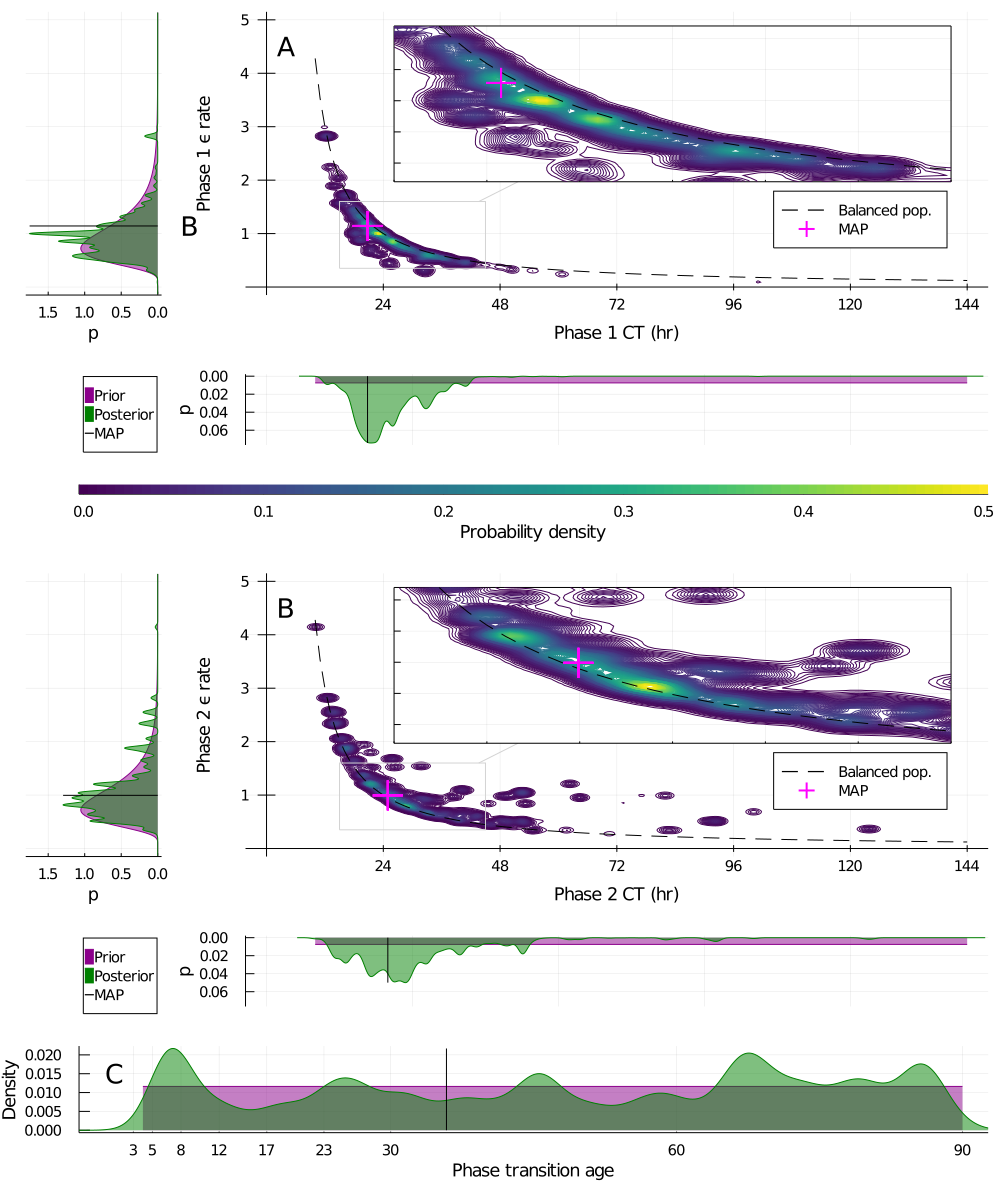 5
A
4
3
2
1
Phase 1 ϵ rate
B
Balanced pop.
MAP
1.5 1.0 0.5 0.0
p
24 48 72 96 120 144
Phase 1 CT (hr)
Prior
Posterior
MAP
p
0.00
0.02
0.04
0.06
0.0 0.1 0.2 0.3 0.4 0.5
Probability density
5
B
4
3
2
1
Phase 2 ϵ rate
Balanced pop.
MAP
1.5 1.0 0.5 0.0
p
24 48 72 96 120 144
Phase 2 CT (hr)
Prior
Posterior
MAP
p
0.00
0.02
0.04
0.06
Density
0.020
0.015
0.010
0.005
0.000
C
3 5 8 12 17 23 30 60 90
Phase transition age